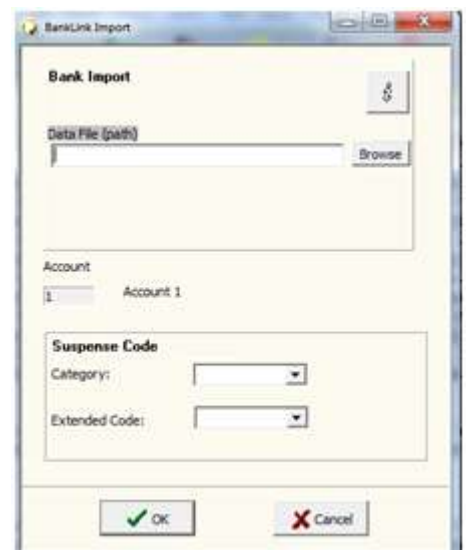 BankLink Import
Bank Import
Data File (path)
Browse
Account
1 Account 1
Suspense Code
Category:
Extended Code:
OK Cancel